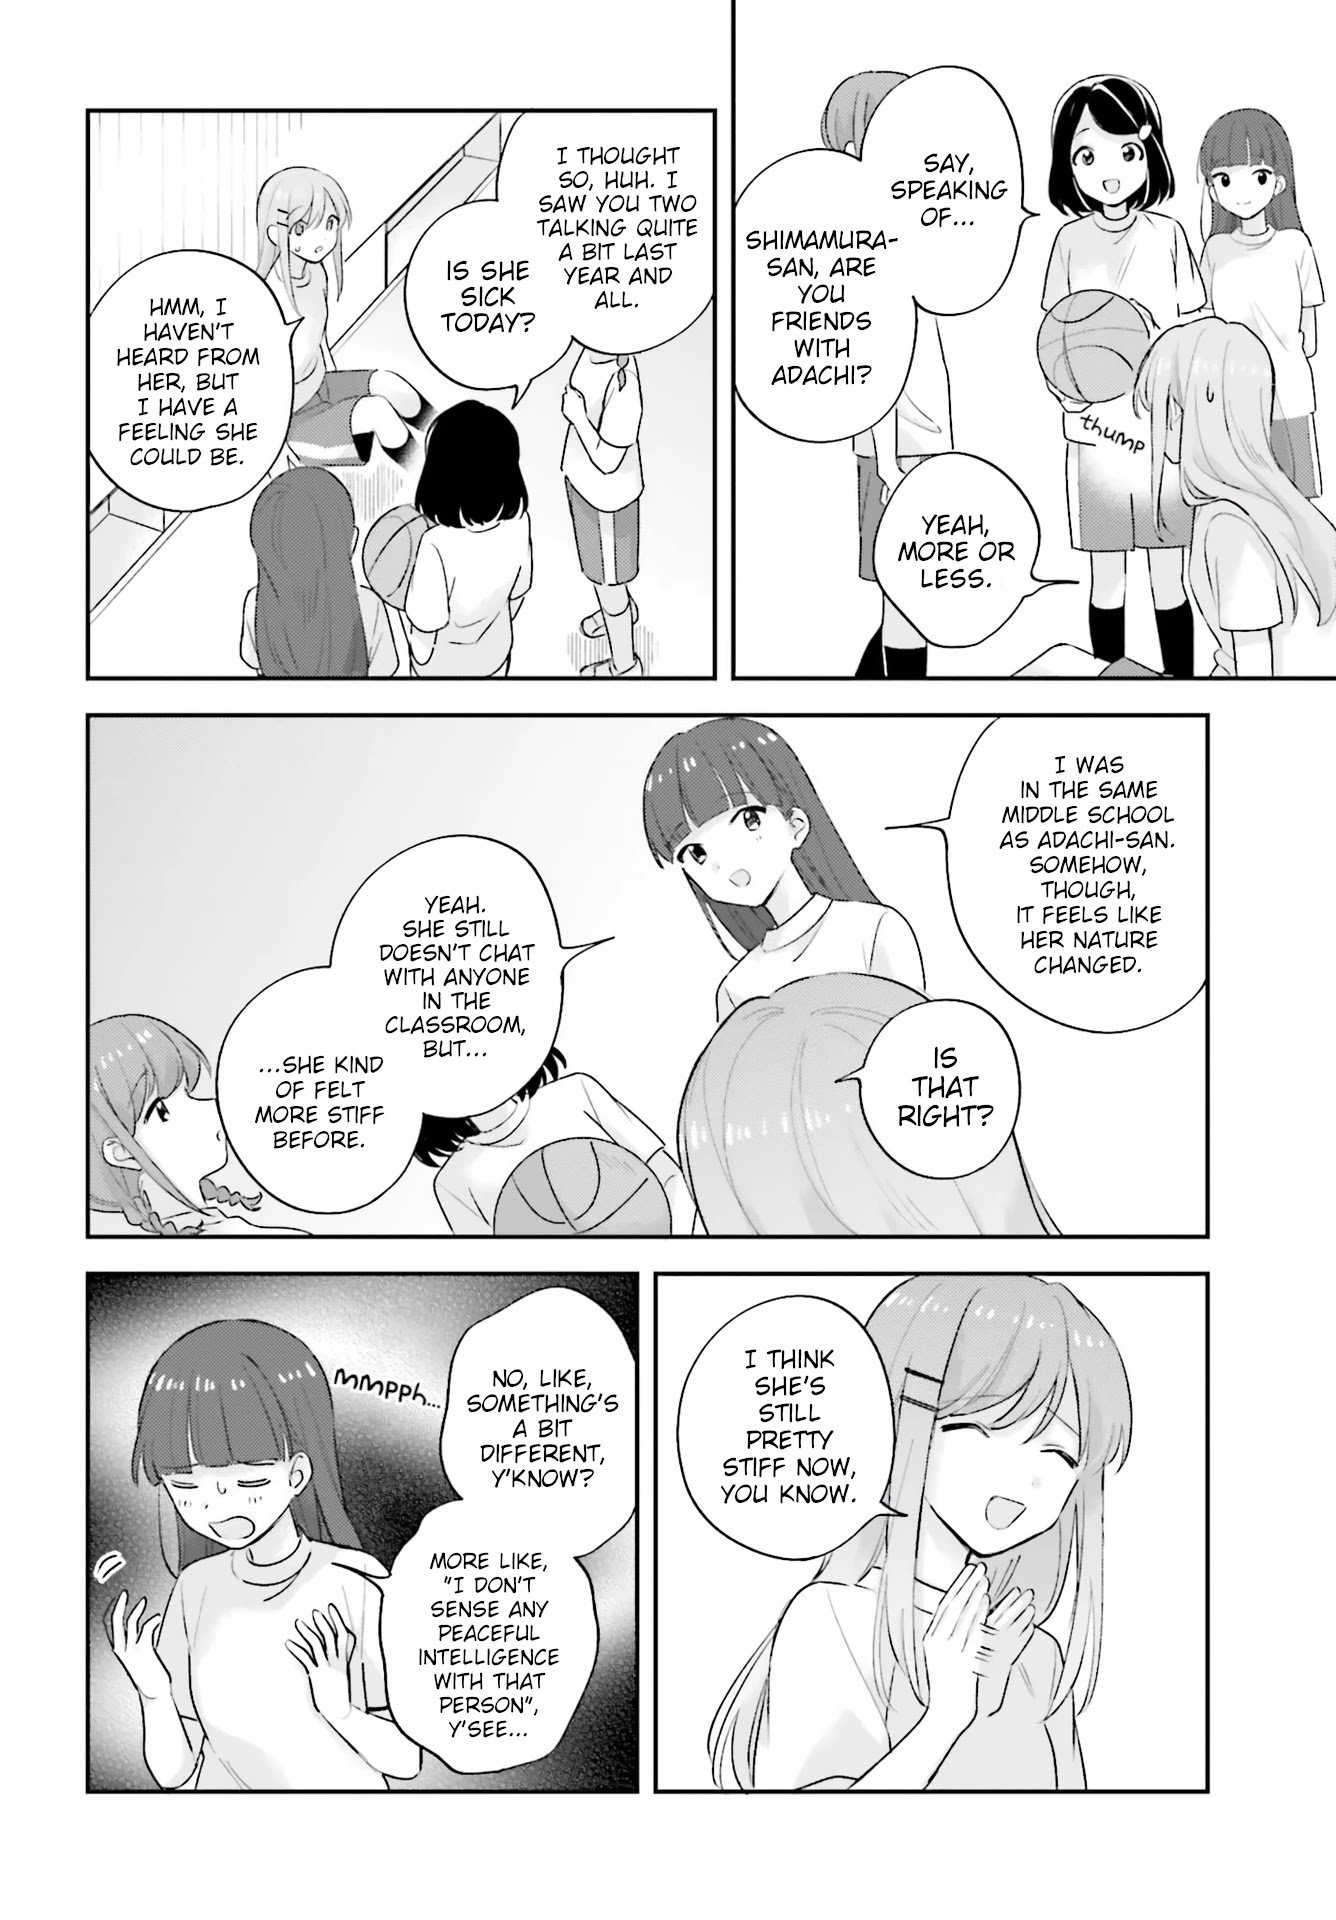 SAY,
SPEAKING
OF...
SHIMAMURA-
SAN, ARE
YOU
FRIENDS
WITH
ADACHI?
thump
YEAH,
MORE OR
LESS.
I THOUGHT
SO, HUH. I
SAW YOU TWO
TALKING QUITE
A BIT LAST
YEAR AND
ALL.
IS SHE
SICK
TODAY?
HMM, I
HAVEN'T
HEARD FROM
HER, BUT
I HAVE A
FEELING SHE
COULD BE.
I WAS
IN THE SAME
MIDDLE SCHOOL
AS ADACHI-SAN.
SOMEHOW,
THOUGH,
IT FEELS LIKE
HER NATURE
CHANGED.
IS
THAT
RIGHT?
YEAH.
SHE STILL
DOESN'T CHAT
WITH ANYONE
IN THE
CLASSROOM,
BUT...
...SHE KIND
OF FELT
MORE STIFF
BEFORE.
I THINK
SHE'S
STILL
PRETTY
STIFF NOW,
YOU KNOW.
NO, LIKE,
SOMETHING'S
A BIT
DIFFERENT,
Y'KNOW?
MMPPh...
MORE LIKE,
"I DON'T
SENSE ANY
PEACEFUL
INTELLIGENCE
WITH THAT
PERSON",
Y'SEE...